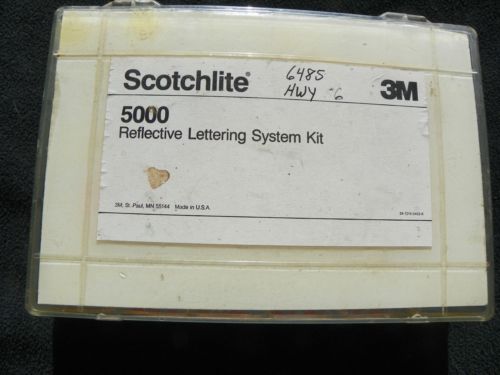 Scotchlite®
6485
HWY 6
3M
5000
Reflective Lettering System Kit
3M, St. Paul, MN 55144 Made in U.S.A.